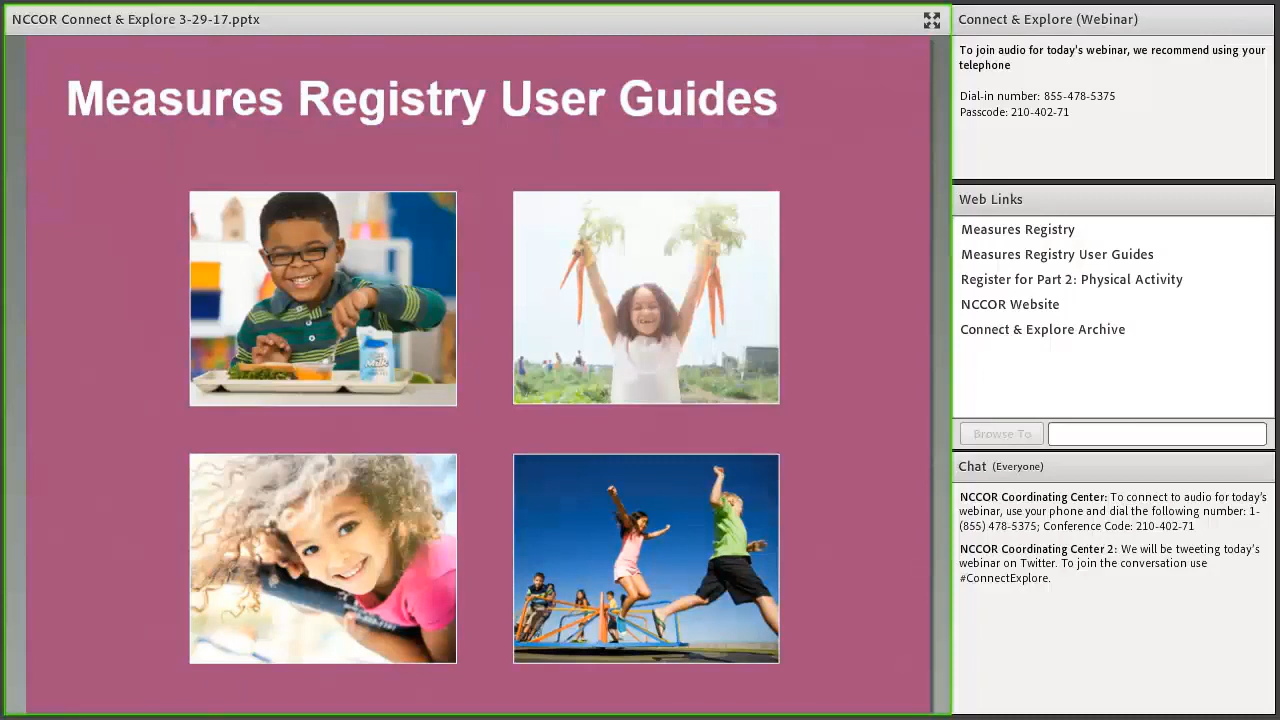 NCCOR Connect & Explore 3-29-17.pptx
Measures Registry User Guides
Milk
Connect & Explore (Webinar)
To join audio for today's webinar, we recommend using your
telephone
Dial-in number: 855-478-5375
Passcode: 210-402-71
Web Links
Measures Registry
Measures Registry User Guides
Register for Part 2: Physical Activity
NCCOR Website
Connect & Explore Archive
Browse To
Chat (Everyone)
NCCOR Coordinating Center: To connect to audio for today's
webinar, use your phone and dial the following number: 1-
(855) 478-5375; Conference Code: 210-402-71
NCCOR Coordinating Center 2: We will be tweeting today's
webinar on Twitter. To join the conversation use
#ConnectExplore.